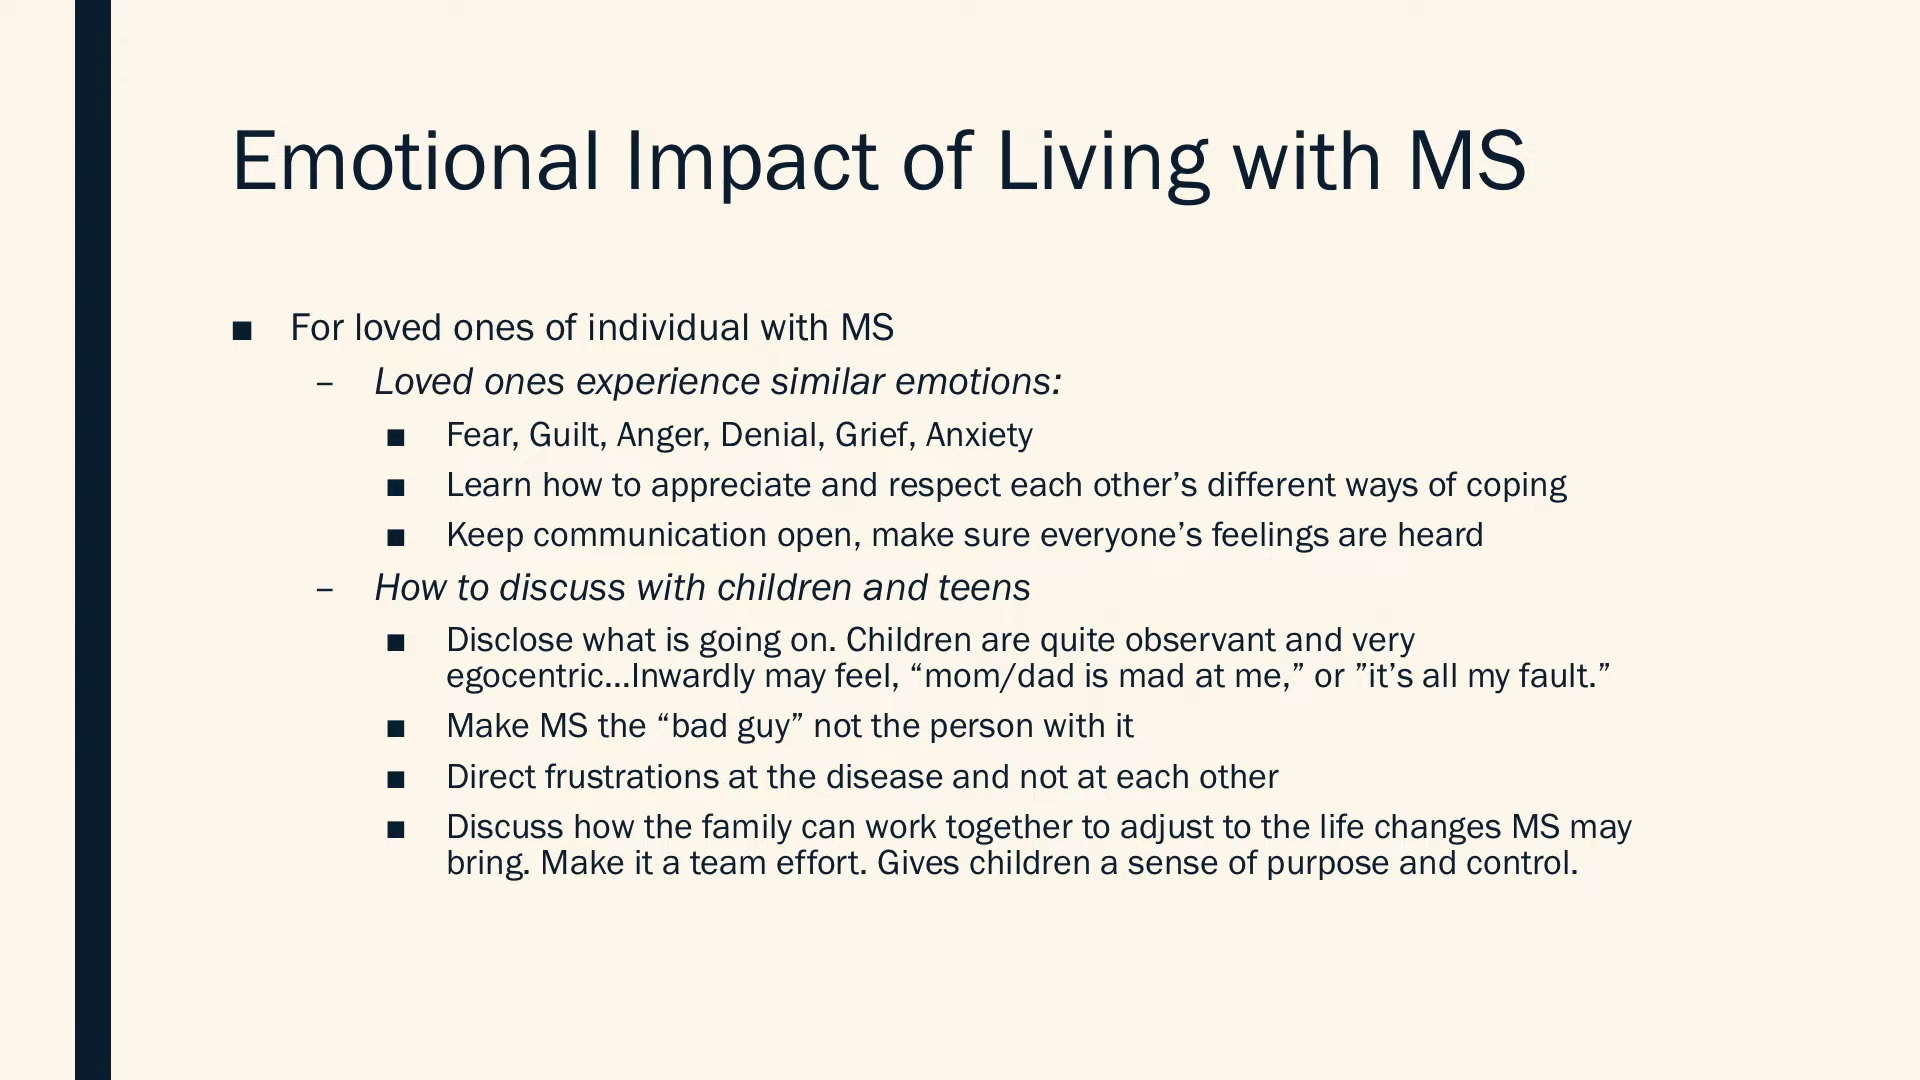 Emotional Impact of Living with MS
■ For loved ones of individual with MS
– Loved ones experience similar emotions:
■ Fear, Guilt, Anger, Denial, Grief, Anxiety
■ Learn how to appreciate and respect each other’s different ways of coping
■ Keep communication open, make sure everyone’s feelings are heard
– How to discuss with children and teens
■ Disclose what is going on. Children are quite observant and very
egocentric...Inwardly may feel, “mom/dad is mad at me,” or ”it’s all my fault.”
■ Make MS the “bad guy” not the person with it
■ Direct frustrations at the disease and not at each other
■ Discuss how the family can work together to adjust to the life changes MS may
bring. Make it a team effort. Gives children a sense of purpose and control.